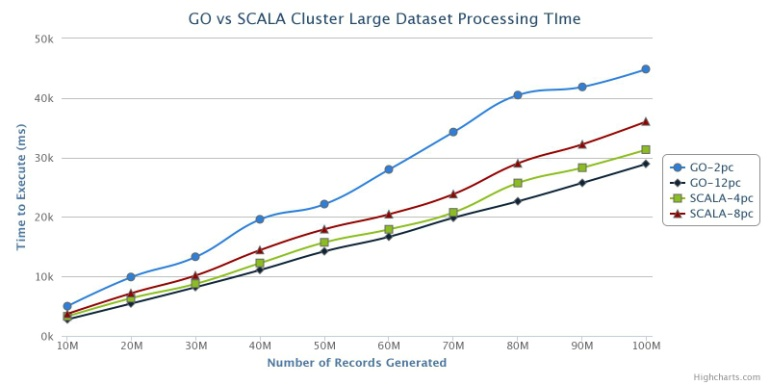 GO vs SCALA Cluster Large Dataset Processing TIme
50k
40k
30k
20k
10k
0k
Time to Execute (ms)
10M 20M 30M 40M 50M 60M 70M 80M 90M 100M
Number of Records Generated
GO-2pc
GO-12pc
SCALA-4pc
SCALA-8pc
Highcharts.com